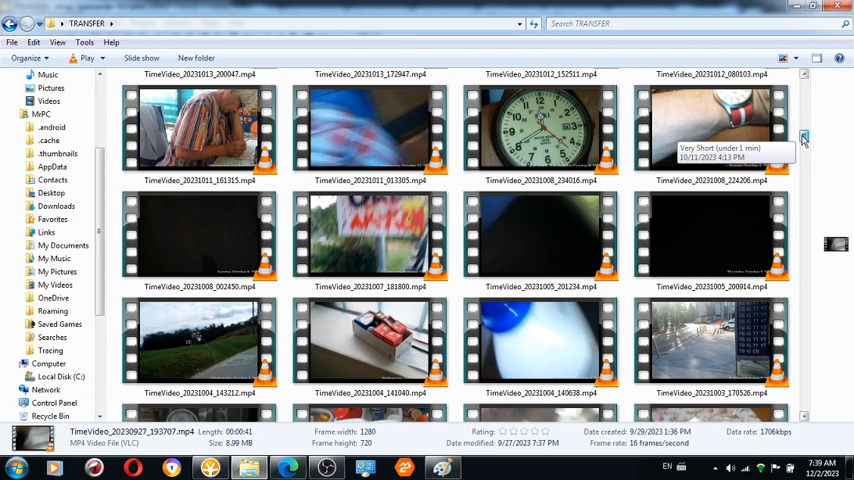 TRANSFER
Search TRANSFER
File Edit View Tools Help
Organize Play Slide show New folder
Music
Pictures
Videos
MrPC
.android
.cache
.thumbnails
AppData
Contacts
Desktop
Downloads
Favorites
Links
My Documents
My Music
My Pictures
My Videos
OneDrive
Roaming
Saved Games
Searches
Tracing
Computer
Local Disk (C:)
Network
Control Panel
Recycle Bin
TimeVideo_20231013_200047.mp4 TimeVideo_20231013_172947.mp4 TimeVideo_20231012_152511.mp4 TimeVideo_20231012_080103.mp4
Very Short (under 1 min)
10/11/2023 4:13 PM
TimeVideo_20231011_161315.mp4 TimeVideo_20231011_013305.mp4 TimeVideo_20231008_234016.mp4 TimeVideo_20231008_224206.mp4
TimeVideo_20231008_002450.mp4 TimeVideo_20231007_181800.mp4 TimeVideo_20231005_201234.mp4 TimeVideo_20231005_200914.mp4
TimeVideo_20231004_143212.mp4 TimeVideo_20231004_141040.mp4 TimeVideo_20231004_140638.mp4 TimeVideo_20231003_170526.mp4
TimeVideo_20230927_193707.mp4 Length: 00:00:41 Frame width: 1280 Rating: Date created: 9/29/2023 1:36 PM Data rate: 1706kbps
MP4 Video File (VLC) Size: 8.99 MB Frame height: 720 Date modified: 9/27/2023 7:37 PM Frame rate: 16 frames/second
EN
7:39 AM
12/2/2023